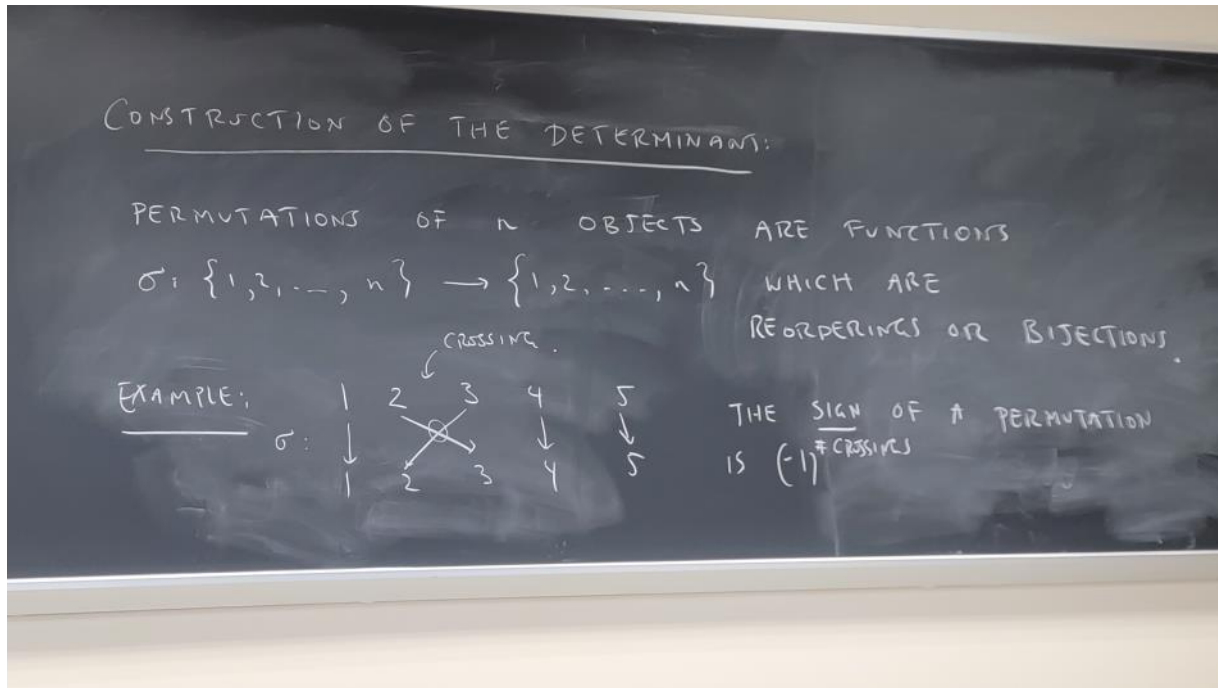 CONSTRUCTION OF THE DETERMINANT:
PERMUTATIONS OF n OBJECTS ARE FUNCTIONS
σ: {1,2,...,n} → {1,2,...,n} WHICH ARE
REORDERINGS OR BIJECTIONS.
CROSSING.
EXAMPLE: 1 2 3 4 5
σ:
1 2 3 4 5
THE SIGN OF A PERMUTATION
IS (-1)^# CROSSINGS